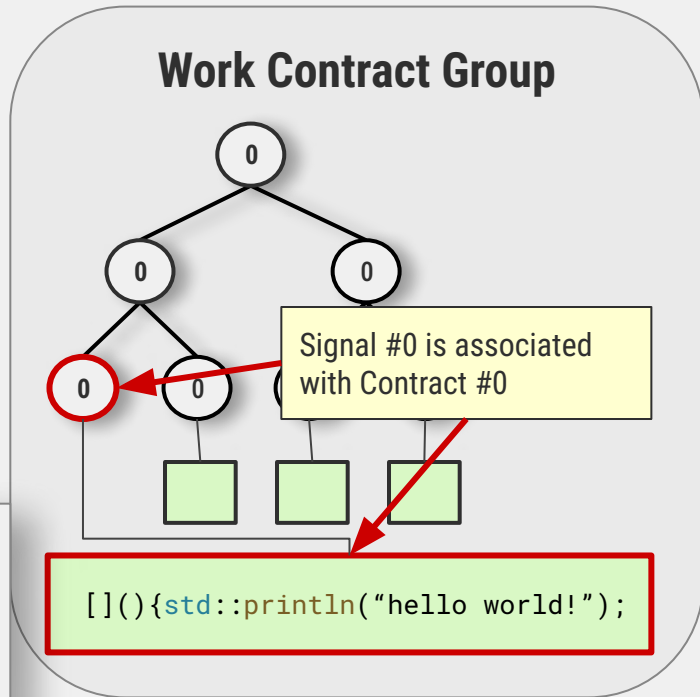 Work Contract Group
0
0
0
Signal #0 is associated
with Contract #0
0
0
[](){std::println(“hello world!”);